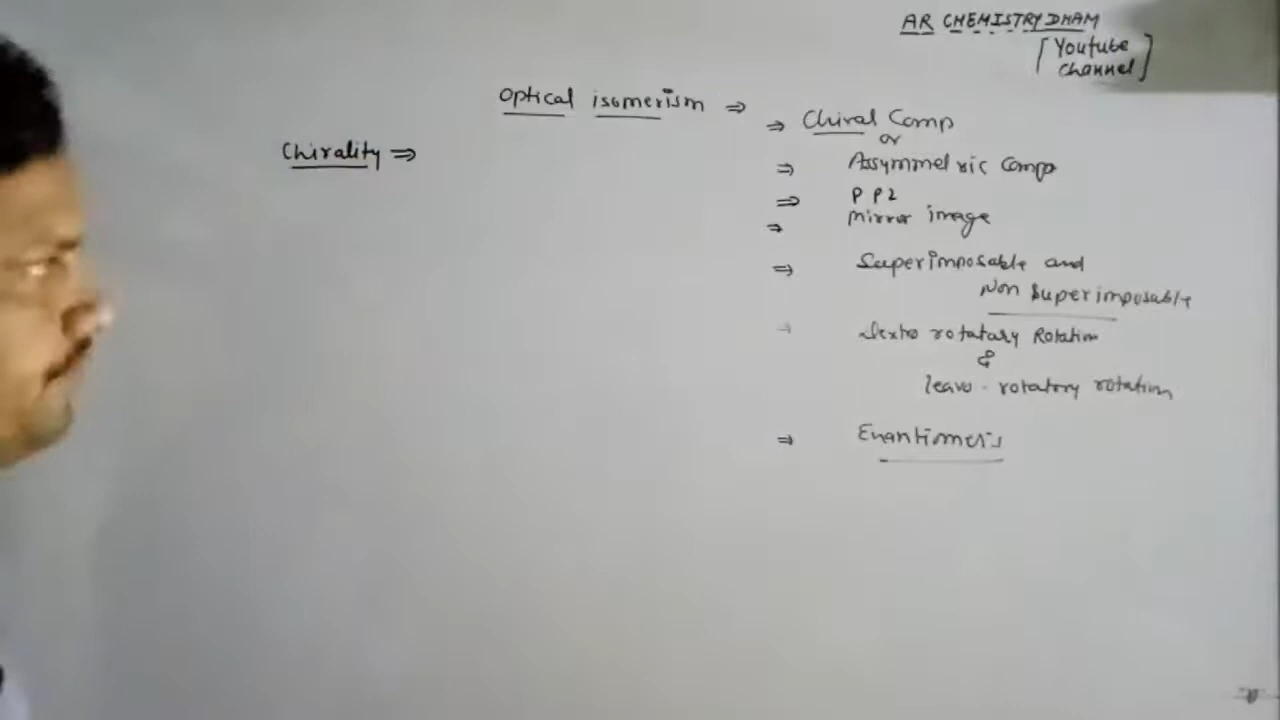 AR CHEMISTRY DHAM
[Youtube
channel]
Optical isomerism ⇒
⇒ Chiral Comp
or
Chirality ⇒
⇒ Assymmetric Comp
⇒ PPL
⇒ mirror image
⇒ Superimposable and
Non Superimposable
→ dextro rotatary Rotation
&
leavo - rotatory rotation
⇒ Enantiomers